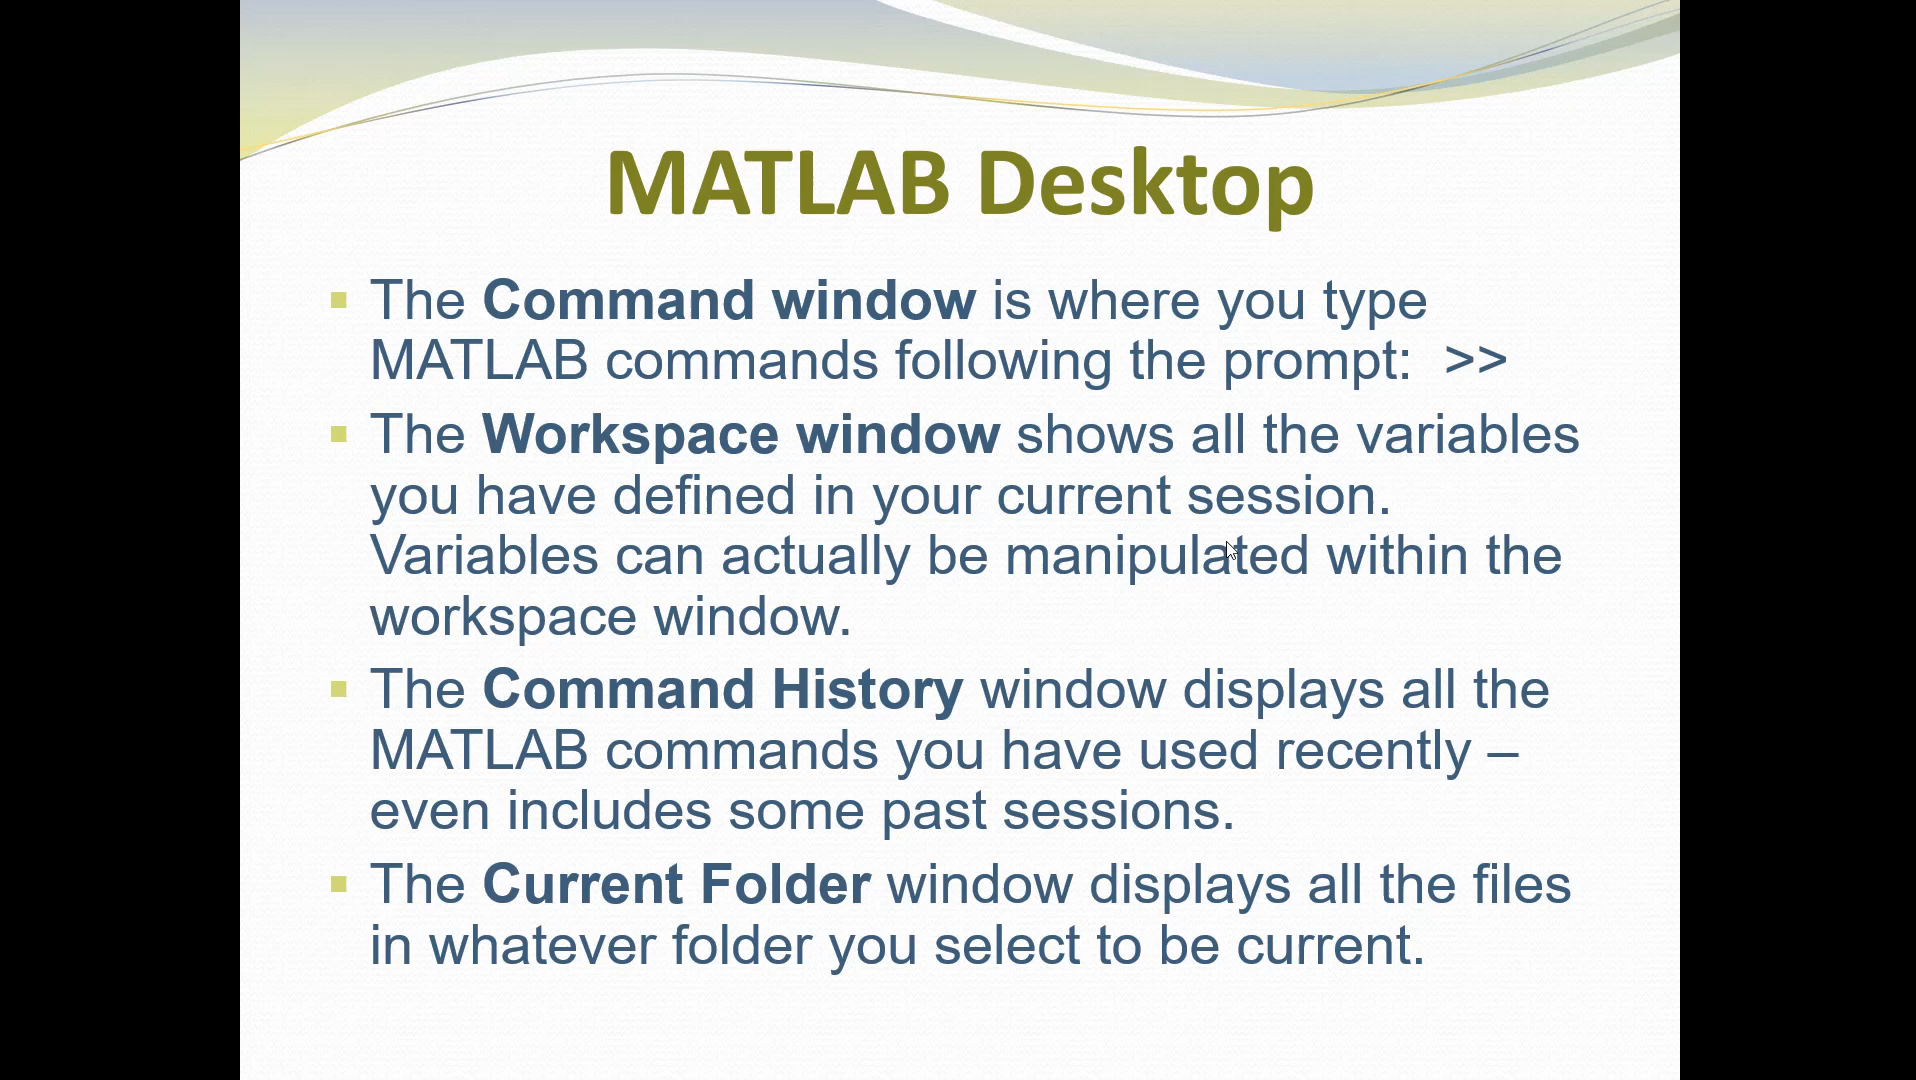 MATLAB Desktop
The Command window is where you type
MATLAB commands following the prompt:  >>
The Workspace window shows all the variables
you have defined in your current session.
Variables can actually be manipulated within the
workspace window.
The Command History window displays all the
MATLAB commands you have used recently –
even includes some past sessions.
The Current Folder window displays all the files
in whatever folder you select to be current.